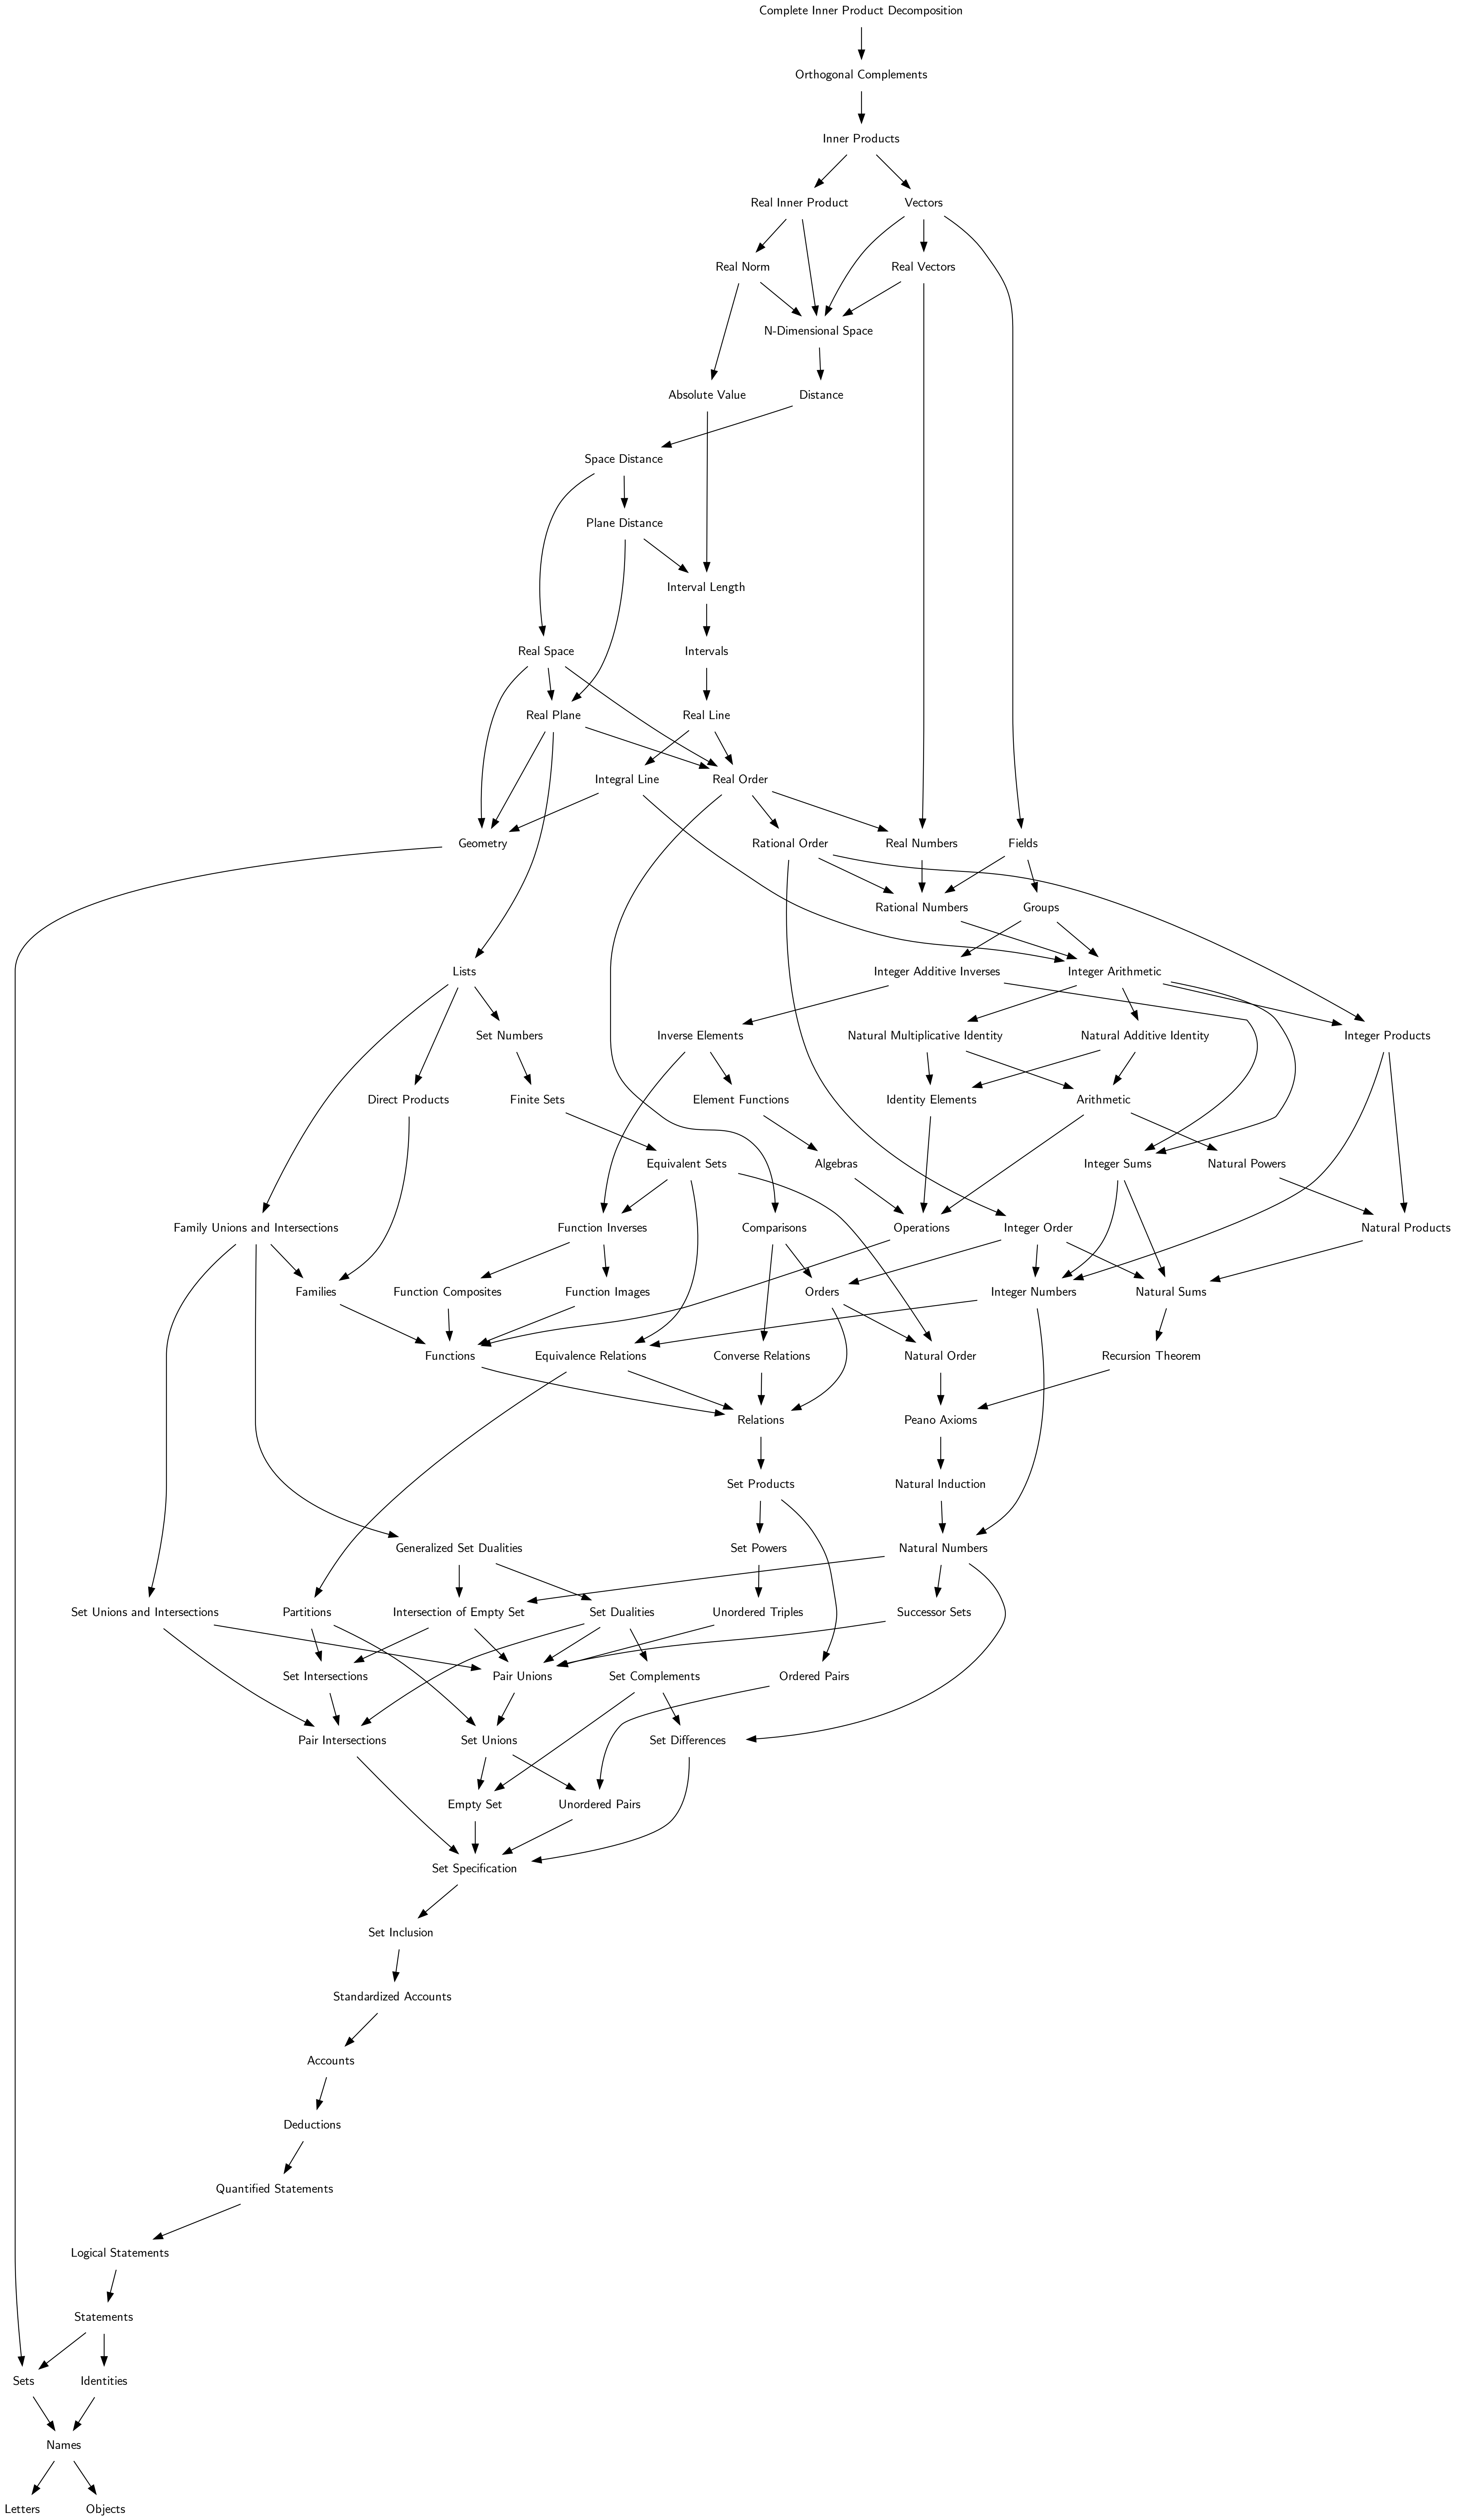 Complete Inner Product Decomposition
Orthogonal Complements
Inner Products
Real Inner Product
Vectors
Real Norm
Real Vectors
N-Dimensional Space
Absolute Value
Distance
Space Distance
Plane Distance
Interval Length
Real Space
Intervals
Real Plane
Real Line
Integral Line
Real Order
Geometry
Rational Order
Real Numbers
Fields
Rational Numbers
Groups
Lists
Integer Additive Inverses
Integer Arithmetic
Set Numbers
Inverse Elements
Natural Multiplicative Identity
Natural Additive Identity
Integer Products
Direct Products
Finite Sets
Element Functions
Identity Elements
Arithmetic
Equivalent Sets
Algebras
Integer Sums
Natural Powers
Family Unions and Intersections
Function Inverses
Comparisons
Operations
Integer Order
Natural Products
Families
Function Composites
Function Images
Orders
Integer Numbers
Natural Sums
Functions
Equivalence Relations
Converse Relations
Natural Order
Recursion Theorem
Relations
Peano Axioms
Set Products
Natural Induction
Generalized Set Dualities
Set Powers
Natural Numbers
Set Unions and Intersections
Partitions
Intersection of Empty Set
Set Dualities
Unordered Triples
Successor Sets
Set Intersections
Pair Unions
Set Complements
Ordered Pairs
Pair Intersections
Set Unions
Set Differences
Empty Set
Unordered Pairs
Set Specification
Set Inclusion
Standardized Accounts
Accounts
Deductions
Quantified Statements
Logical Statements
Statements
Sets
Identities
Names
Letters
Objects